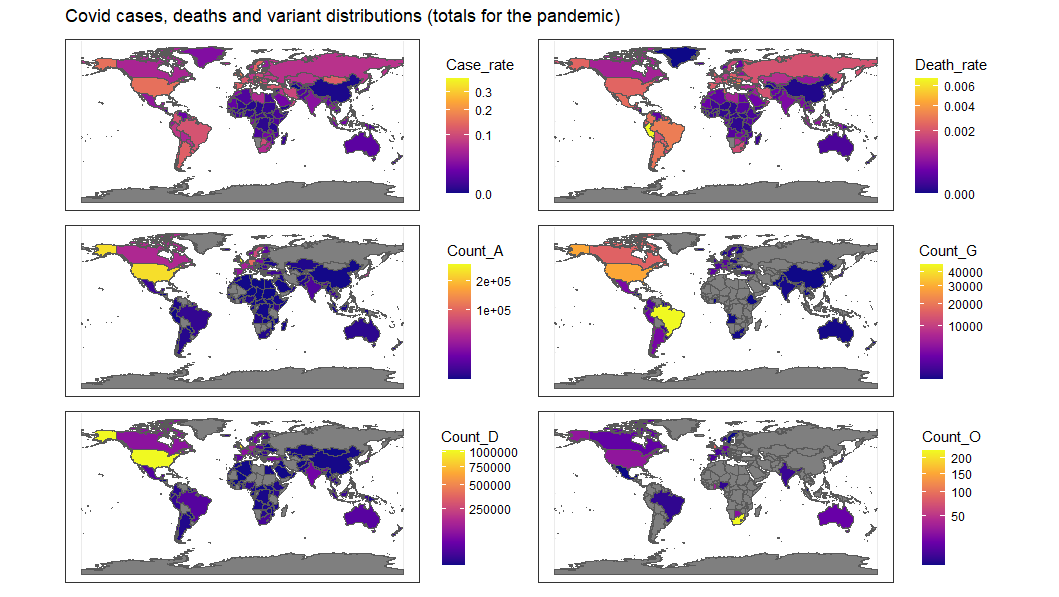 Covid cases, deaths and variant distributions (totals for the pandemic)
Case_rate
0.3
0.2
0.1
0.0
Death_rate
0.006
0.004
0.002
0.000
Count_A
2e+05
1e+05
Count_G
40000
30000
20000
10000
Count_D
1000000
750000
500000
250000
Count_O
200
150
100
50